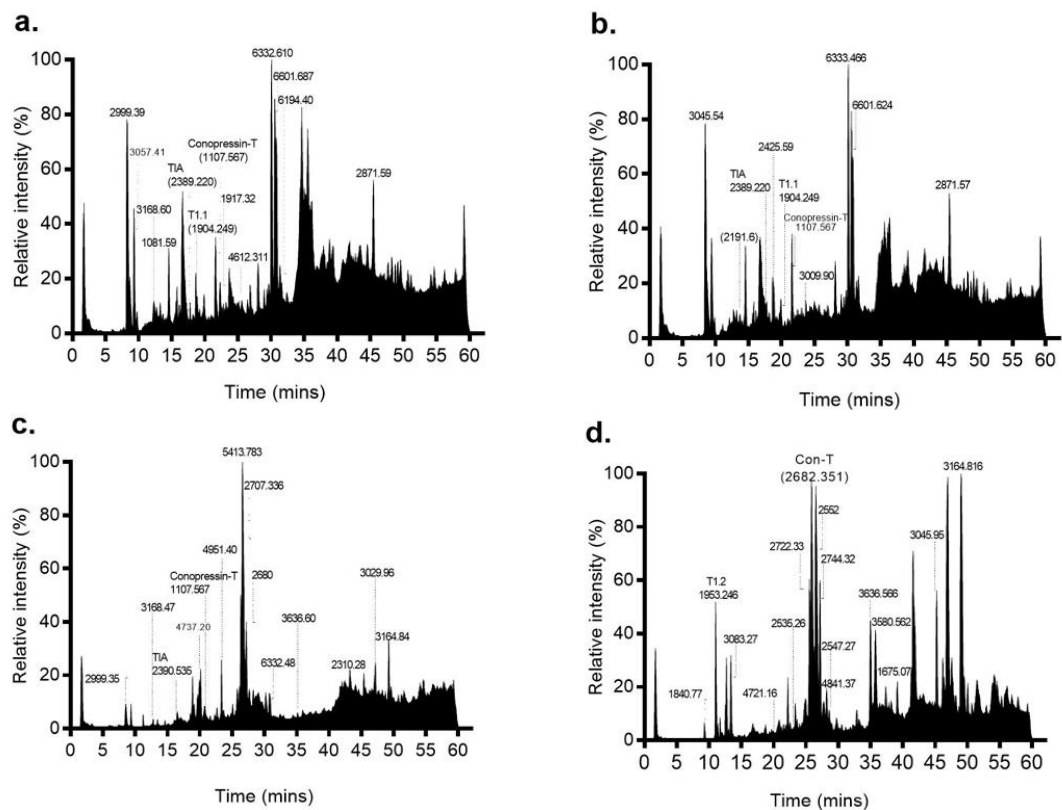 a.
Relative intensity (%)
100
80
60
40
20
0
2999.39
3057.41
3168.60
1081.59
TIA
(2389.220)
T1.1
(1904.249)
Conopressin-T
(1107.567)
1917.32
4612.311
6332.610
6601.687
6194.40
2871.59
0 5 10 15 20 25 30 35 40 45 50 55 60
Time (mins)
b.
Relative intensity (%)
100
80
60
40
20
0
3045.54
(2191.6)
TIA
2389.220
2425.59
T1.1
1904.249
Conopressin-T
1107.567
3009.90
6333.466
6601.624
2871.57
0 5 10 15 20 25 30 35 40 45 50 55 60
Time (mins)
c.
Relative intensity (%)
100
80
60
40
20
0
2999.35
3168.47
TIA
2390.535
4737.20
Conopressin-T
1107.567
4951.40
5413.783
2707.336
2680
6332.48
3636.60
2310.28
3029.96
3164.84
0 5 10 15 20 25 30 35 40 45 50 55 60
Time (mins)
d.
Relative intensity (%)
100
80
60
40
20
0
1840.77
T1.2
1953.246
3083.27
4721.16
2535.26
2722.33
Con-T
(2682.351)
2552
2744.32
2547.27
4841.37
3636.566
3580.562
1675.07
3045.95
3164.816
0 5 10 15 20 25 30 35 40 45 50 55 60
Time (mins)